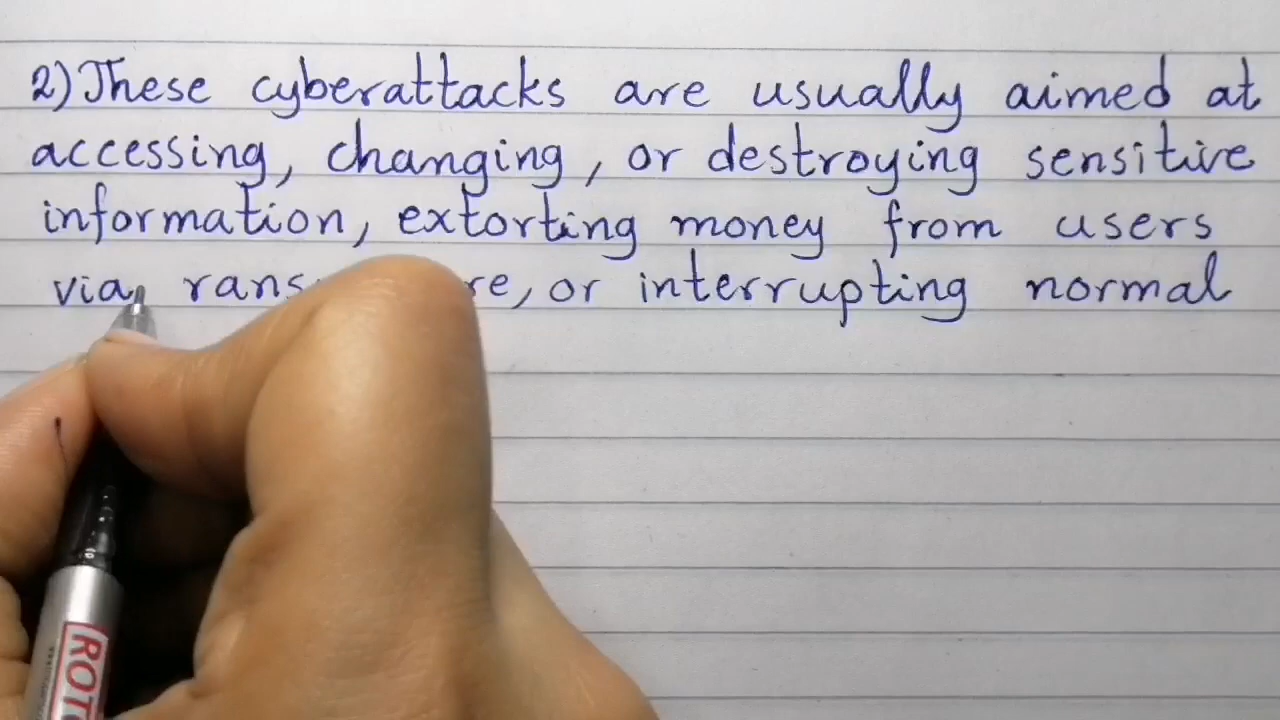 2) These cyberattacks are usually aimed at
accessing, changing, or destroying sensitive
information, extorting money from users
via or interrupting normal